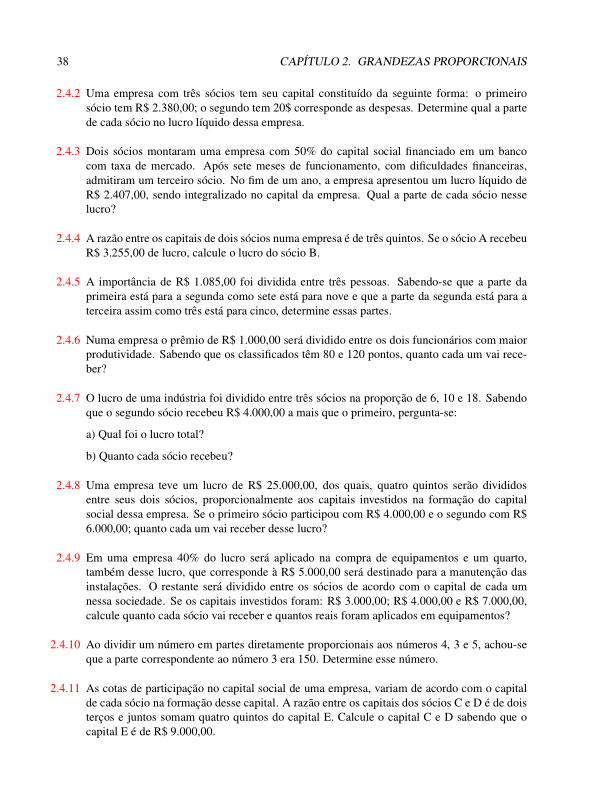 38 CAPÍTULO 2. GRANDEZAS PROPORCIONAIS
2.4.2 Uma empresa com três sócios tem seu capital constituído da seguinte forma: o primeiro
sócio tem R$ 2.380,00; o segundo tem 20$ corresponde as despesas. Determine qual a parte
de cada sócio no lucro líquido dessa empresa.
2.4.3 Dois sócios montaram uma empresa com 50% do capital social financiado em um banco
com taxa de mercado. Após sete meses de funcionamento, com dificuldades financeiras,
admitiram um terceiro sócio. No fim de um ano, a empresa apresentou um lucro líquido de
R$ 2.407,00, sendo integralizado no capital da empresa. Qual a parte de cada sócio nesse
lucro?
2.4.4 A razão entre os capitais de dois sócios numa empresa é de três quintos. Se o sócio A recebeu
R$ 3.255,00 de lucro, calcule o lucro do sócio B.
2.4.5 A importância de R$ 1.085,00 foi dividida entre três pessoas. Sabendo-se que a parte da
primeira está para a segunda como sete está para nove e que a parte da segunda está para a
terceira assim como três está para cinco, determine essas partes.
2.4.6 Numa empresa o prêmio de R$ 1.000,00 será dividido entre os dois funcionários com maior
produtividade. Sabendo que os classificados têm 80 e 120 pontos, quanto cada um vai rece-
ber?
2.4.7 O lucro de uma indústria foi dividido entre três sócios na proporção de 6, 10 e 18. Sabendo
que o segundo sócio recebeu R$ 4.000,00 a mais que o primeiro, pergunta-se:
a) Qual foi o lucro total?
b) Quanto cada sócio recebeu?
2.4.8 Uma empresa teve um lucro de R$ 25.000,00, dos quais, quatro quintos serão divididos
entre seus dois sócios, proporcionalmente aos capitais investidos na formação do capital
social dessa empresa. Se o primeiro sócio participou com R$ 4.000,00 e o segundo com R$
6.000,00; quanto cada um vai receber desse lucro?
2.4.9 Em uma empresa 40% do lucro será aplicado na compra de equipamentos e um quarto,
também desse lucro, que corresponde à R$ 5.000,00 será destinado para a manutenção das
instalações. O restante será dividido entre os sócios de acordo com o capital de cada um
nessa sociedade. Se os capitais investidos foram: R$ 3.000,00; R$ 4.000,00 e R$ 7.000,00,
calcule quanto cada sócio vai receber e quantos reais foram aplicados em equipamentos?
2.4.10 Ao dividir um número em partes diretamente proporcionais aos números 4, 3 e 5, achou-se
que a parte correspondente ao número 3 era 150. Determine esse número.
2.4.11 As cotas de participação no capital social de uma empresa, variam de acordo com o capital
de cada sócio na formação desse capital. A razão entre os capitais dos sócios C e D é de dois
terços e juntos somam quatro quintos do capital E. Calcule o capital C e D sabendo que o
capital E é de R$ 9.000,00.